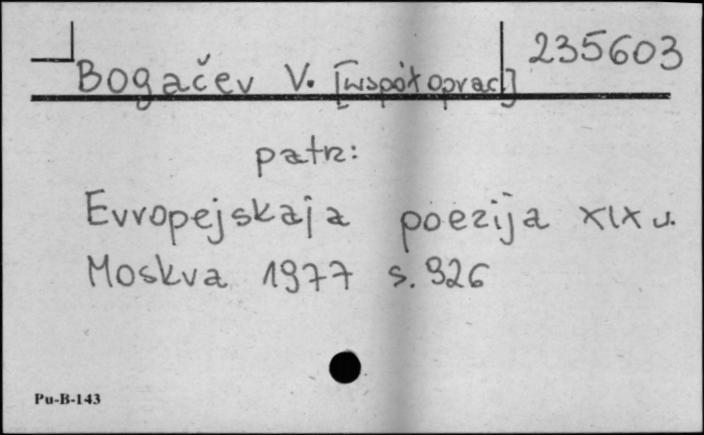 235603
Bogačev V. [współoprac]
patrz:
Evropejskaja poezija XIX v.
Moskva 1977 s. 926
Pu-B-143